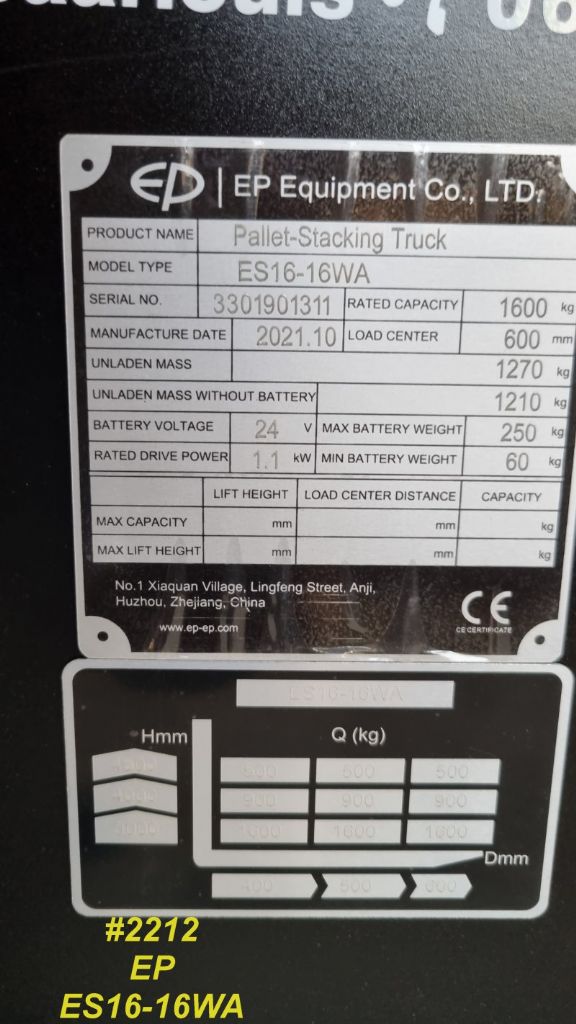 EP | EP Equipment Co., LTD.
PRODUCT NAME Pallet-Stacking Truck
MODEL TYPE ES16-16WA
SERIAL NO. 3301901311 RATED CAPACITY 1600 kg
MANUFACTURE DATE 2021.10 LOAD CENTER 600 mm
UNLADEN MASS 1270 kg
UNLADEN MASS WITHOUT BATTERY 1210 kg
BATTERY VOLTAGE 24 V MAX BATTERY WEIGHT 250 kg
RATED DRIVE POWER 1.1 kW MIN BATTERY WEIGHT 60 kg
LIFT HEIGHT LOAD CENTER DISTANCE CAPACITY
MAX CAPACITY mm mm kg
MAX LIFT HEIGHT mm mm kg
No.1 Xiaquan Village, Lingfeng Street, Anji,
Huzhou, Zhejiang, China
www.ep-ep.com
CE
CE CERTIFICATE
ES16-16WA
Hmm Q (kg)
500 500
900 900 900
1600 1600 1600
Dmm
400 500 600
#2212
EP
ES16-16WA